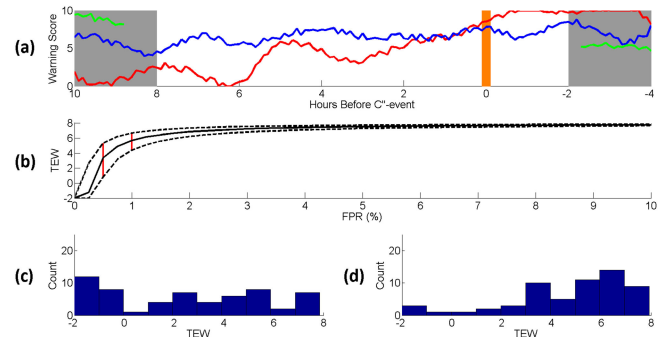 (a)
Warning Score
10
5
0
10 8 6 4 2 0 -2 -4
Hours Before C"-event
(b)
TEW
8
6
4
2
0
-2
0 1 2 3 4 5 6 7 8 9 10
FPR (%)
(c)
Count
20
10
0
-2 0 2 4 6 8
TEW
(d)
Count
20
10
0
-2 0 2 4 6 8
TEW